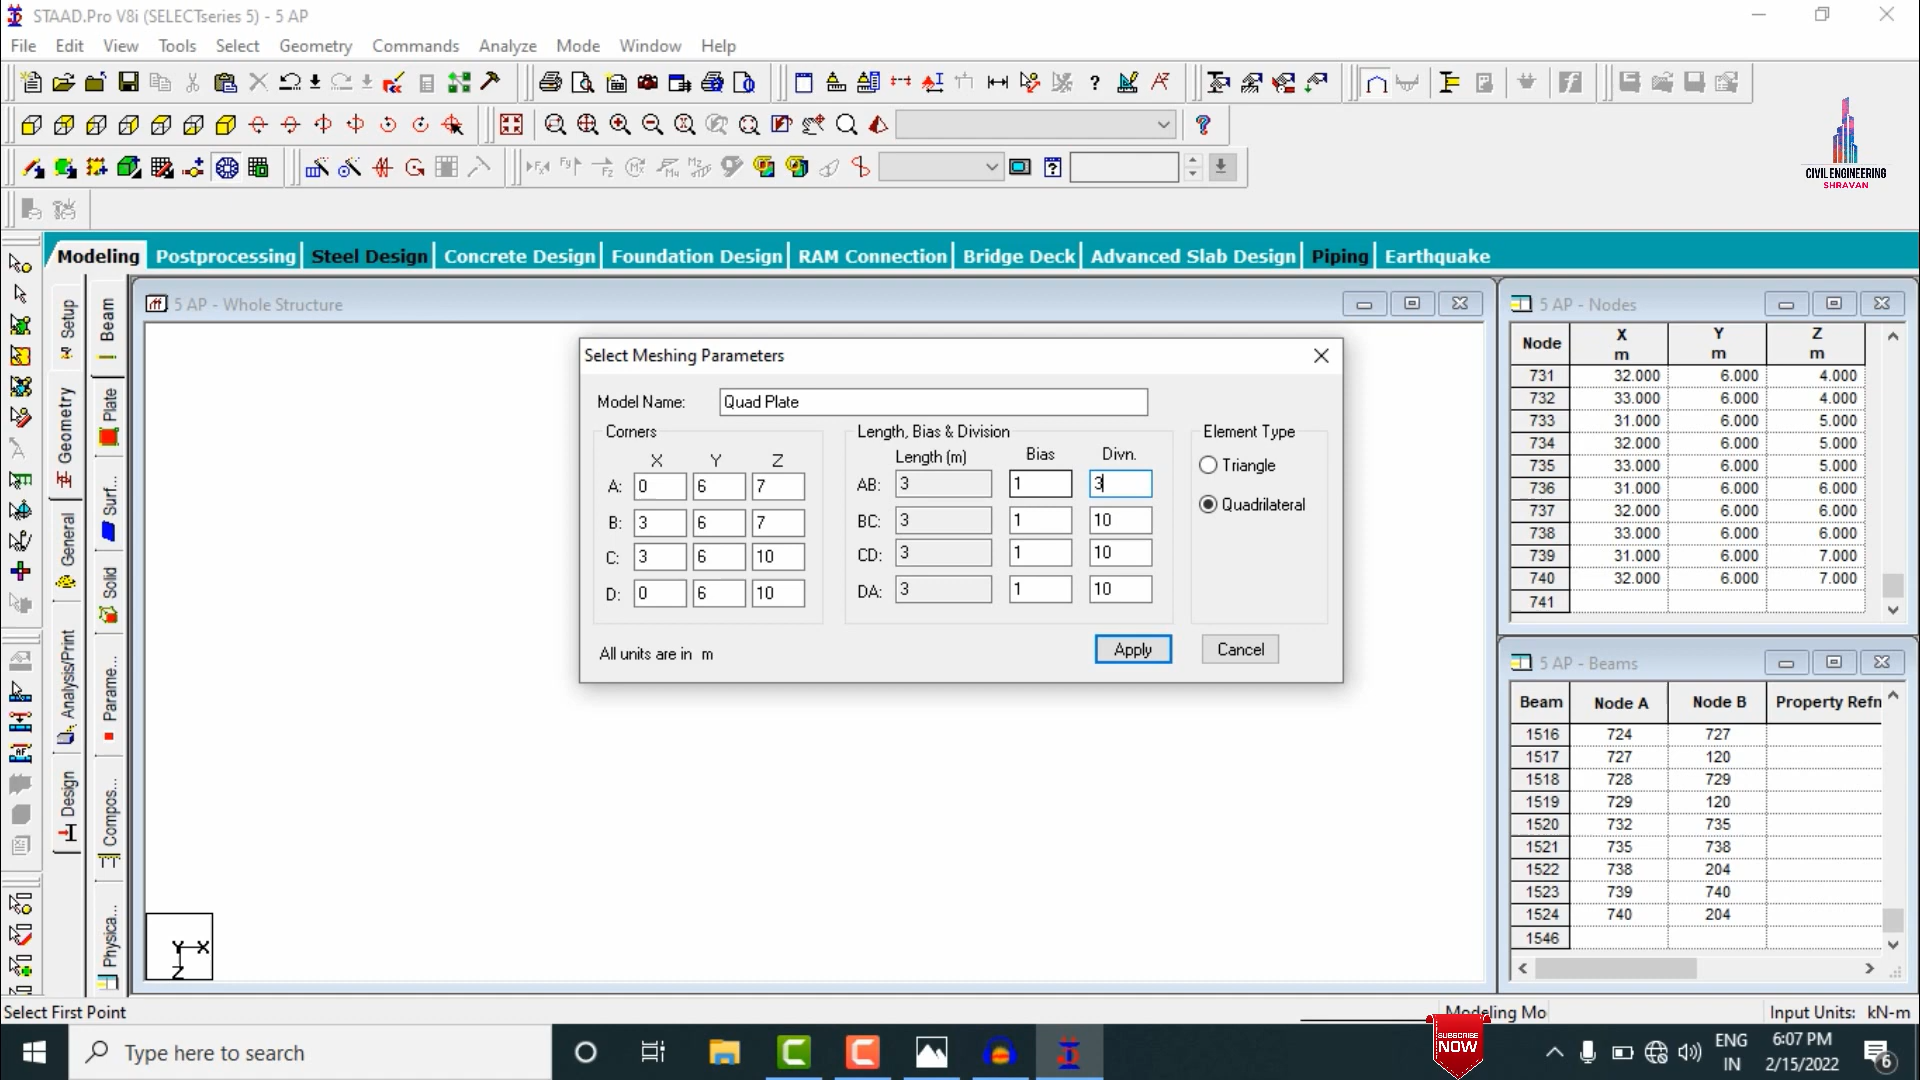 STAAD.Pro V8i (SELECTseries 5) - 5 AP
File Edit View Tools Select Geometry Commands Analyze Mode Window Help
CIVIL ENGINEERING
SHRAVAN
Modeling Postprocessing Steel Design Concrete Design Foundation Design RAM Connection Bridge Deck Advanced Slab Design Piping Earthquake
Setup
Geometry
General
Analysis/Print
Design
Beam
Plate
Surf...
Solid
Parame...
Compos...
Physica...
5 AP - Whole Structure
Select Meshing Parameters
Model Name: Quad Plate
Corners
X Y Z
A: 0 6 7
B: 3 6 7
C: 3 6 10
D: 0 6 10
Length, Bias & Division
Length (m) Bias Divn.
AB: 3 1 3
BC: 3 1 10
CD: 3 1 10
DA: 3 1 10
Element Type
Triangle
Quadrilateral
All units are in m
Apply Cancel
Y X
Z
5 AP - Nodes
Node X m Y m Z m
731 32.000 6.000 4.000
732 33.000 6.000 4.000
733 31.000 6.000 5.000
734 32.000 6.000 5.000
735 33.000 6.000 5.000
736 31.000 6.000 6.000
737 32.000 6.000 6.000
738 33.000 6.000 6.000
739 31.000 6.000 7.000
740 32.000 6.000 7.000
741
5 AP - Beams
Beam Node A Node B Property Refn
1516 724 727
1517 727 120
1518 728 729
1519 729 120
1520 732 735
1521 735 738
1522 738 204
1523 739 740
1524 740 204
1546
Select First Point
Modeling Mo
Input Units: kN-m
Type here to search
SUBSCRIBE
NOW
ENG
IN
6:07 PM
2/15/2022
6